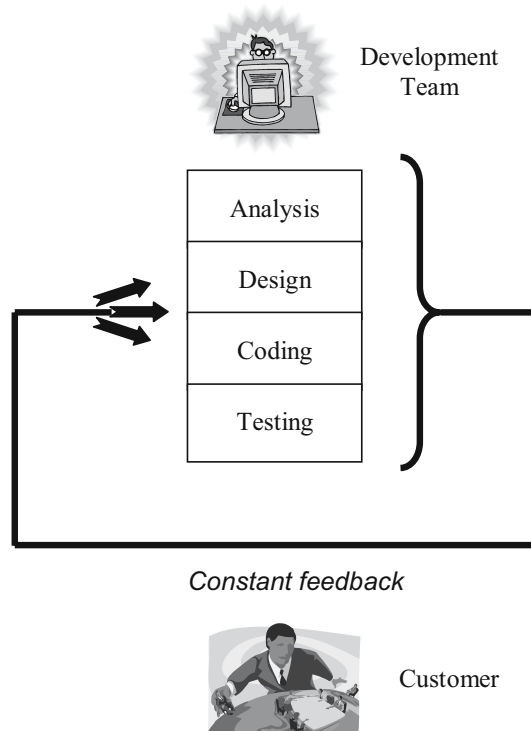 Development
Team
Analysis
Design
Coding
Testing
Constant feedback
Customer